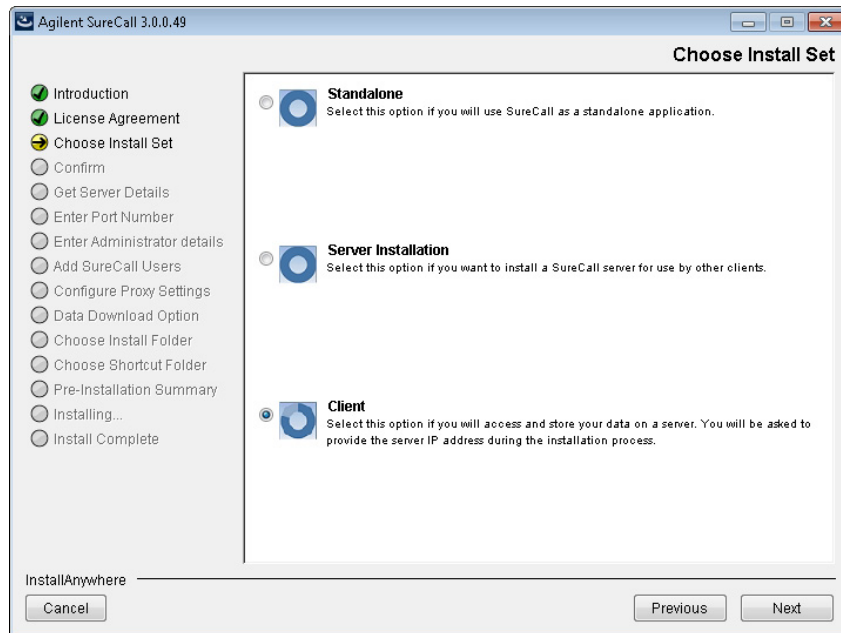 Agilent SureCall 3.0.0.49
Choose Install Set
Introduction
License Agreement
Choose Install Set
Confirm
Get Server Details
Enter Port Number
Enter Administrator details
Add SureCall Users
Configure Proxy Settings
Data Download Option
Choose Install Folder
Choose Shortcut Folder
Pre-Installation Summary
Installing...
Install Complete
Standalone
Select this option if you will use SureCall as a standalone application.
Server Installation
Select this option if you want to install a SureCall server for use by other clients.
Client
Select this option if you will access and store your data on a server. You will be asked to
provide the server IP address during the installation process.
InstallAnywhere
Cancel
Previous
Next